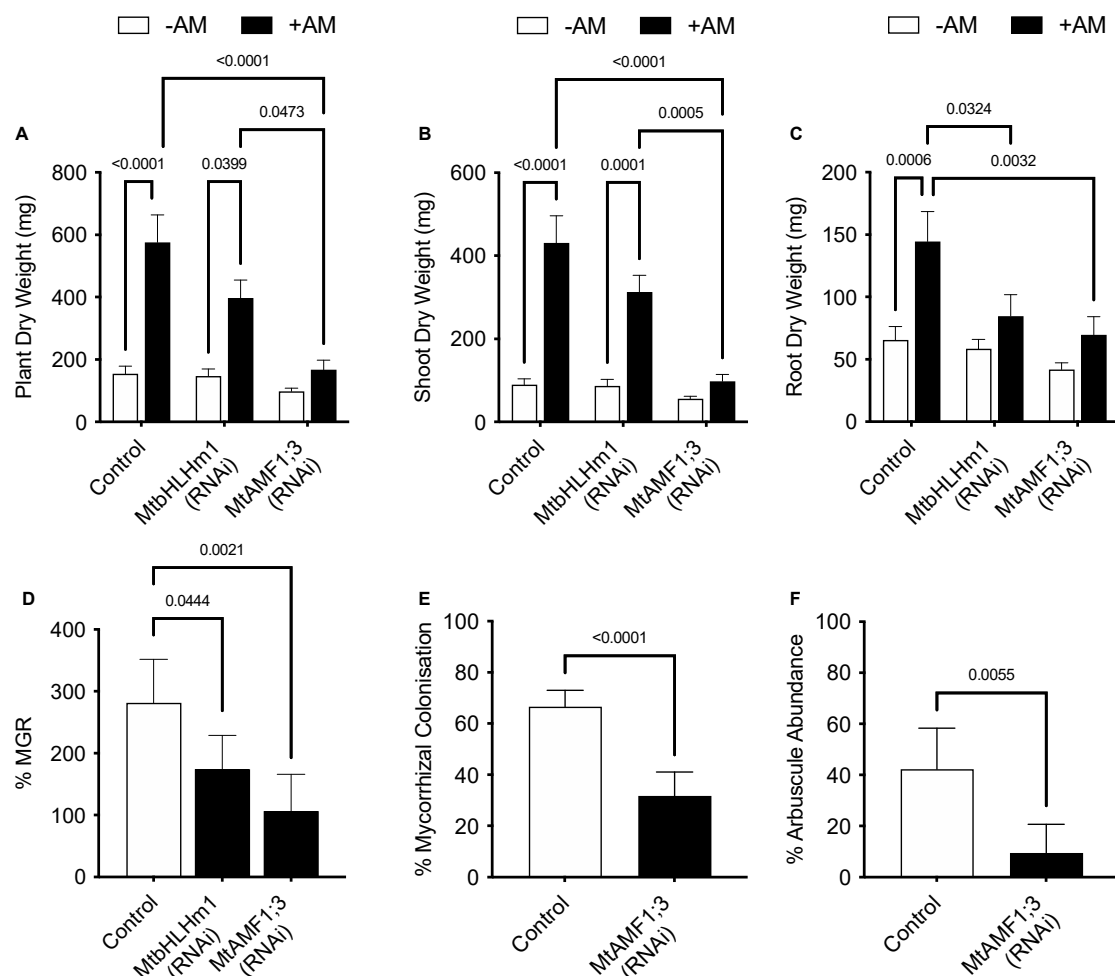 -AM +AM
<0.0001
0.0473
A
<0.0001
0.0399
800
600
400
200
0
Plant Dry Weight (mg)
Control
MtbHLHm1
(RNAi)
MtAMF1;3
(RNAi)
-AM +AM
<0.0001
0.0005
B
<0.0001
0.0001
600
400
200
0
Shoot Dry Weight (mg)
Control
MtbHLHm1
(RNAi)
MtAMF1;3
(RNAi)
-AM +AM
0.0324
C
0.0006
0.0032
200
150
100
50
0
Root Dry Weight (mg)
Control
MtbHLHm1
(RNAi)
MtAMF1;3
(RNAi)
0.0021
D
0.0444
400
300
200
100
0
% MGR
Control
MtbHLHm1
(RNAi)
MtAMF1;3
(RNAi)
E
<0.0001
100
80
60
40
20
0
% Mycorrhizal Colonisation
Control
MtAMF1;3
(RNAi)
F
0.0055
100
80
60
40
20
0
% Arbuscule Abundance
Control
MtAMF1;3
(RNAi)